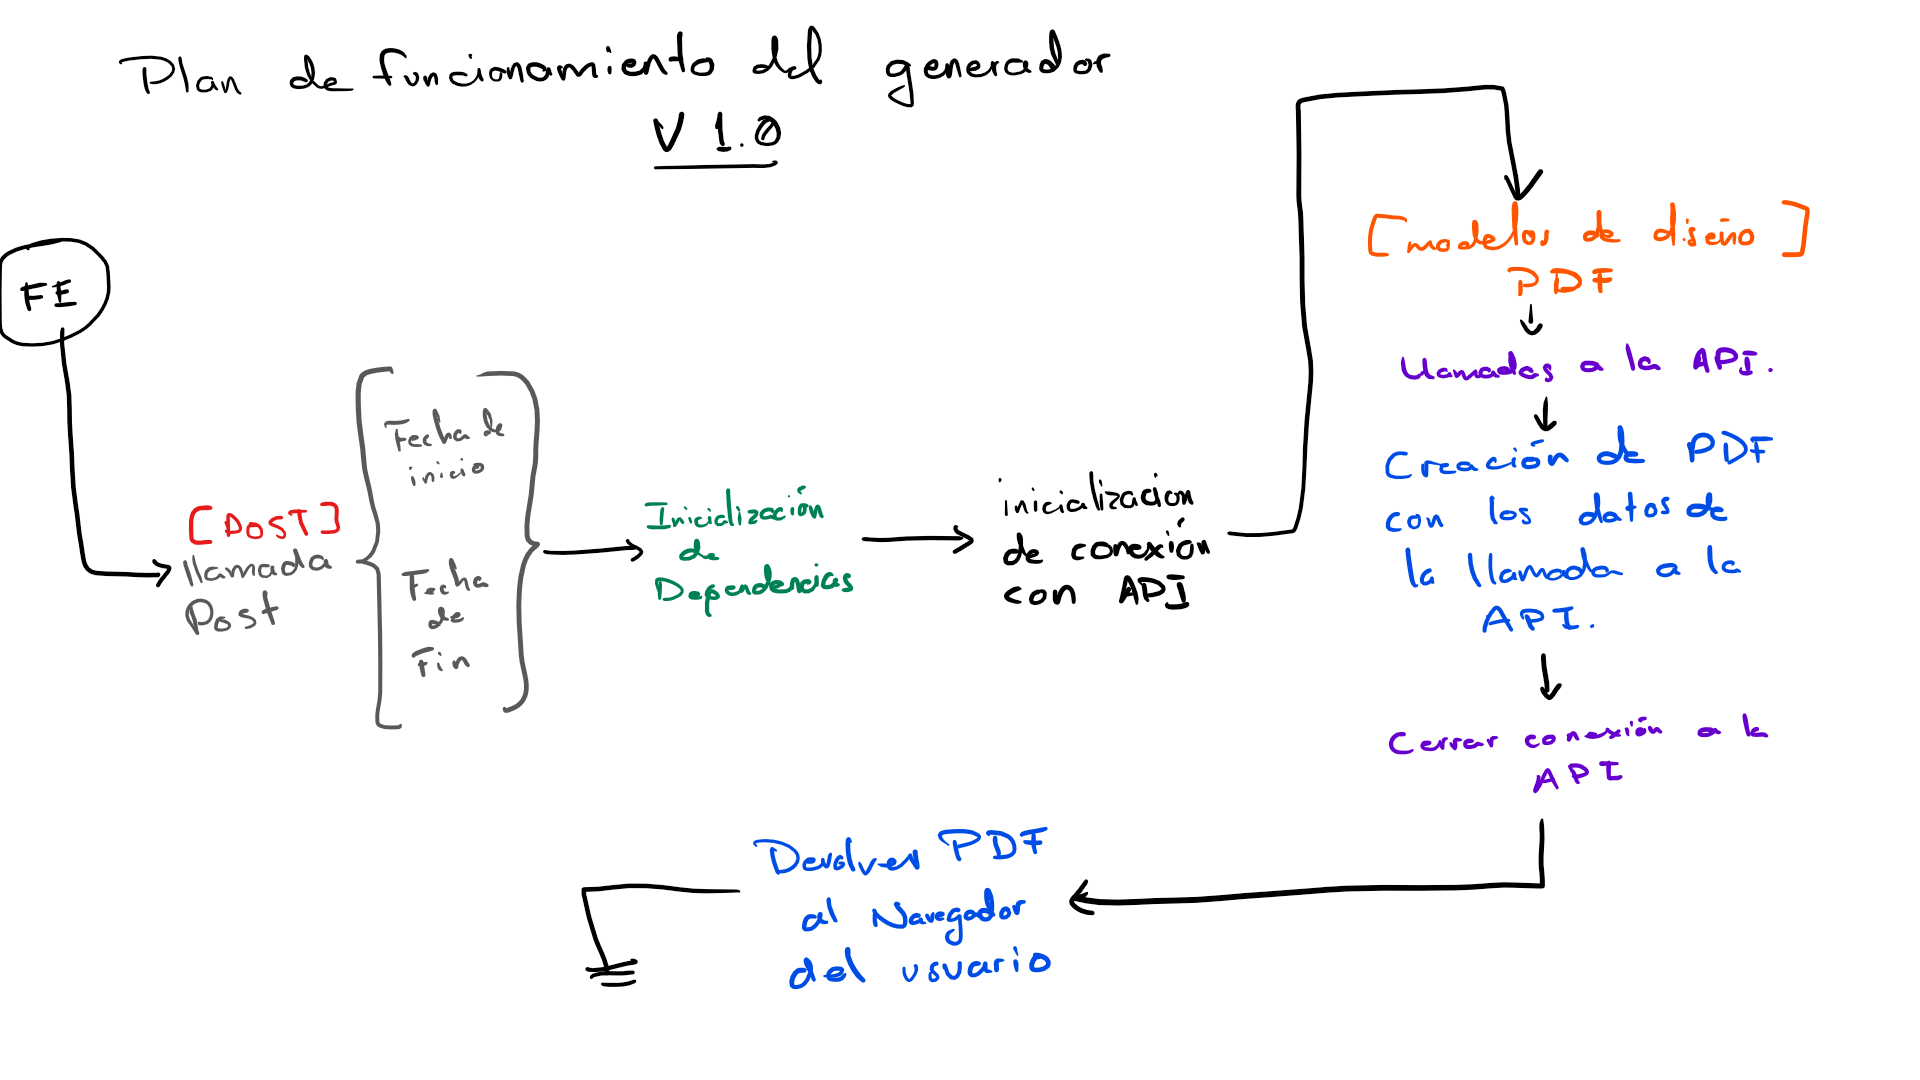 Plan de funcionamiento del generador
V 1.0
FE
[POST]
llamada
Post
Fecha de
inicio
Fecha
de
Fin
Inicialización
de
Dependencias
inicializacion
de conexión
con API
[modelos de diseño]
PDF
Llamadas a la API.
Creación de PDF
con los datos de
la llamada a la
API.
Cerrar conexión a la
API
Devolver PDF
al Navegador
del usuario